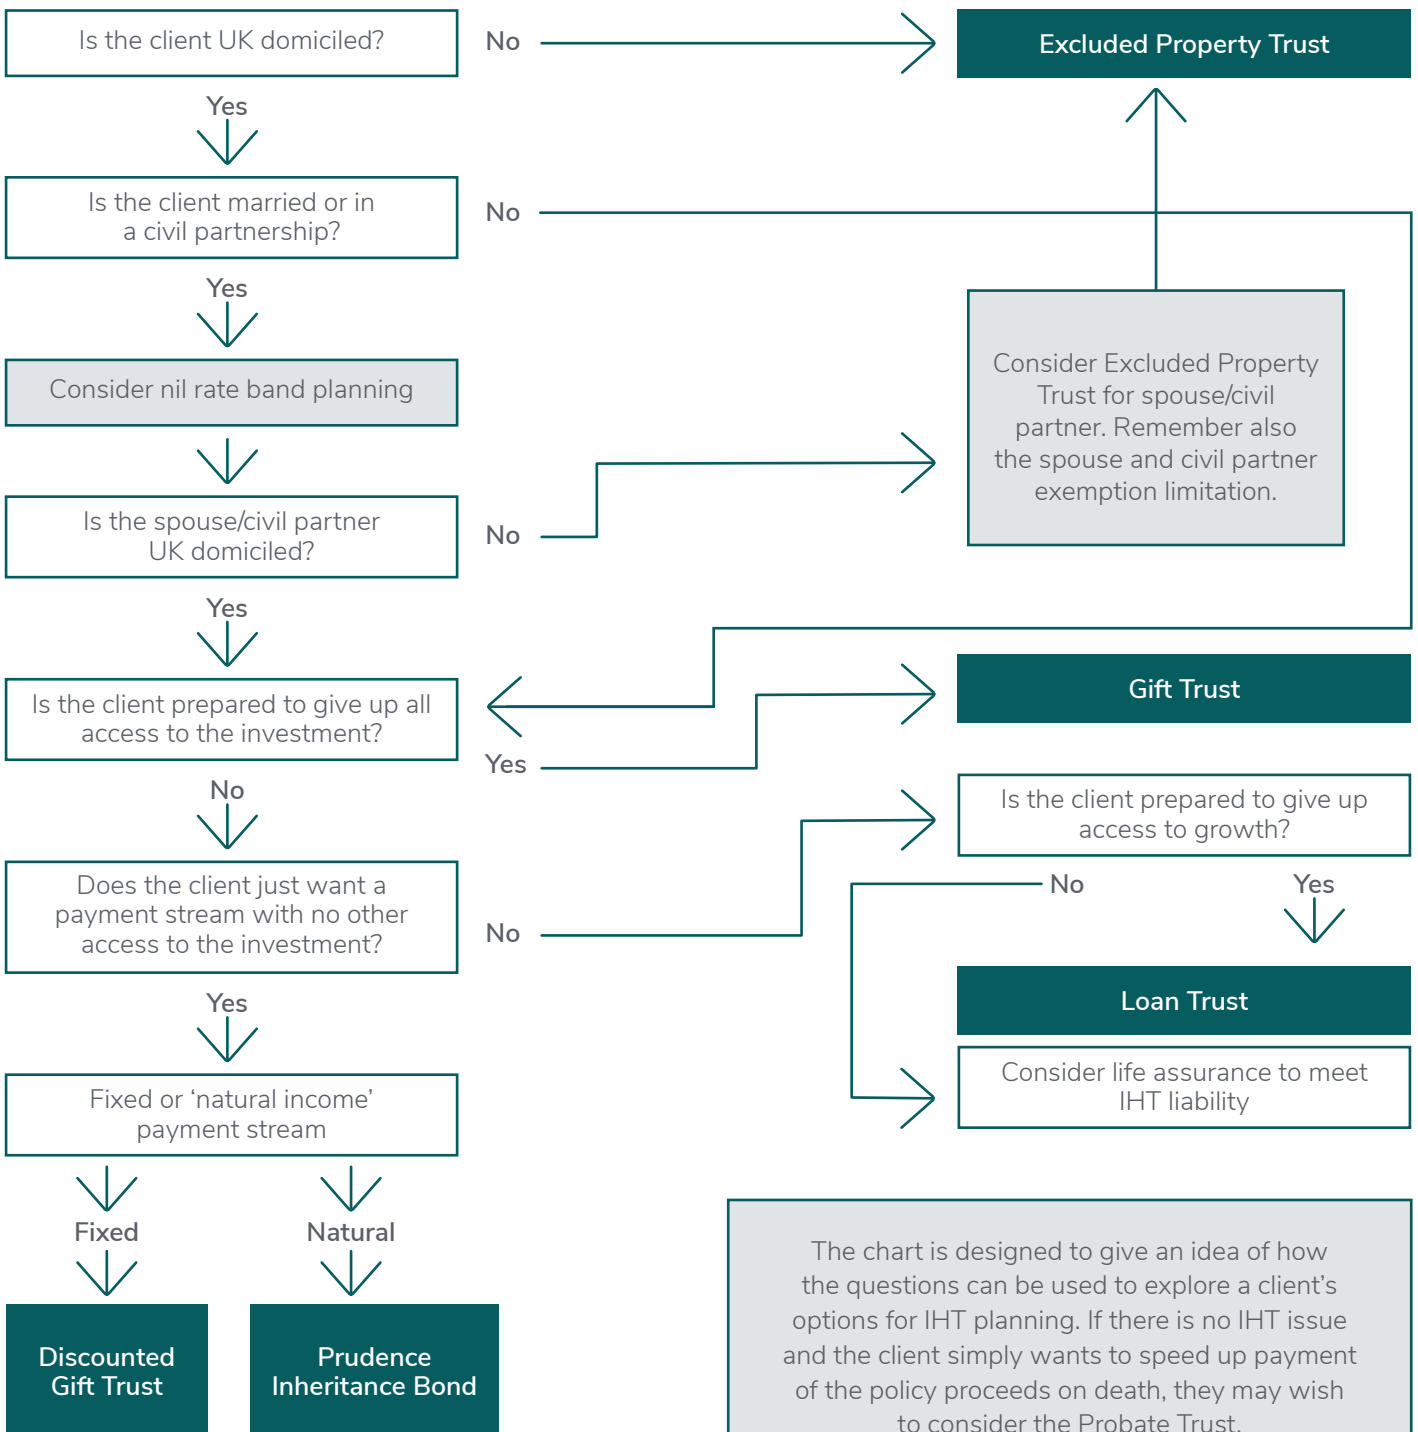 Is the client UK domiciled?
No
Excluded Property Trust
Yes
Is the client married or in
a civil partnership?
No
Yes
Consider nil rate band planning
Consider Excluded Property
Trust for spouse/civil
partner. Remember also
the spouse and civil partner
exemption limitation.
Is the spouse/civil partner
UK domiciled?
No
Yes
Is the client prepared to give up all
access to the investment?
Yes
Gift Trust
No
Is the client prepared to give up
access to growth?
No
Yes
Does the client just want a
payment stream with no other
access to the investment?
No
Loan Trust
Consider life assurance to meet
IHT liability
Yes
Fixed or ‘natural income’
payment stream
Fixed
Natural
Discounted
Gift Trust
Prudence
Inheritance Bond
The chart is designed to give an idea of how
the questions can be used to explore a client’s
options for IHT planning. If there is no IHT issue
and the client simply wants to speed up payment
of the policy proceeds on death, they may wish
to consider the Probate Trust.